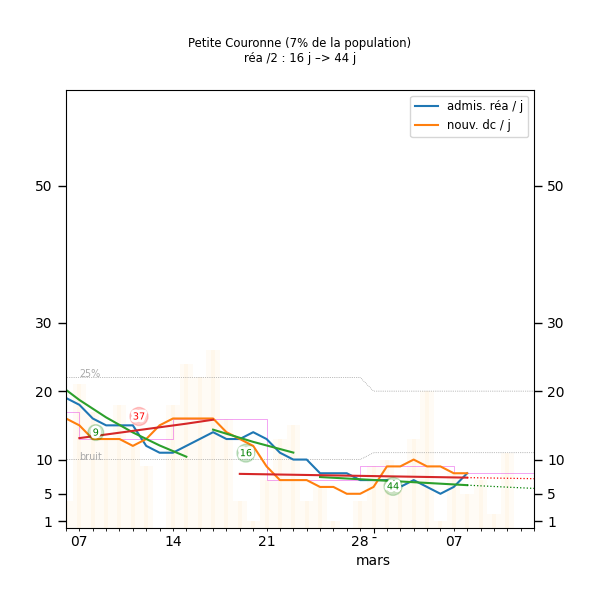 Petite Couronne (7% de la population)
réa /2 : 16 j –> 44 j
admis. réa / j
nouv. dc / j
50 50
30 30
25%
20 20
37
9
16
bruit
10 10
44
5 5
1 1
07 14 21 28 - 07
mars